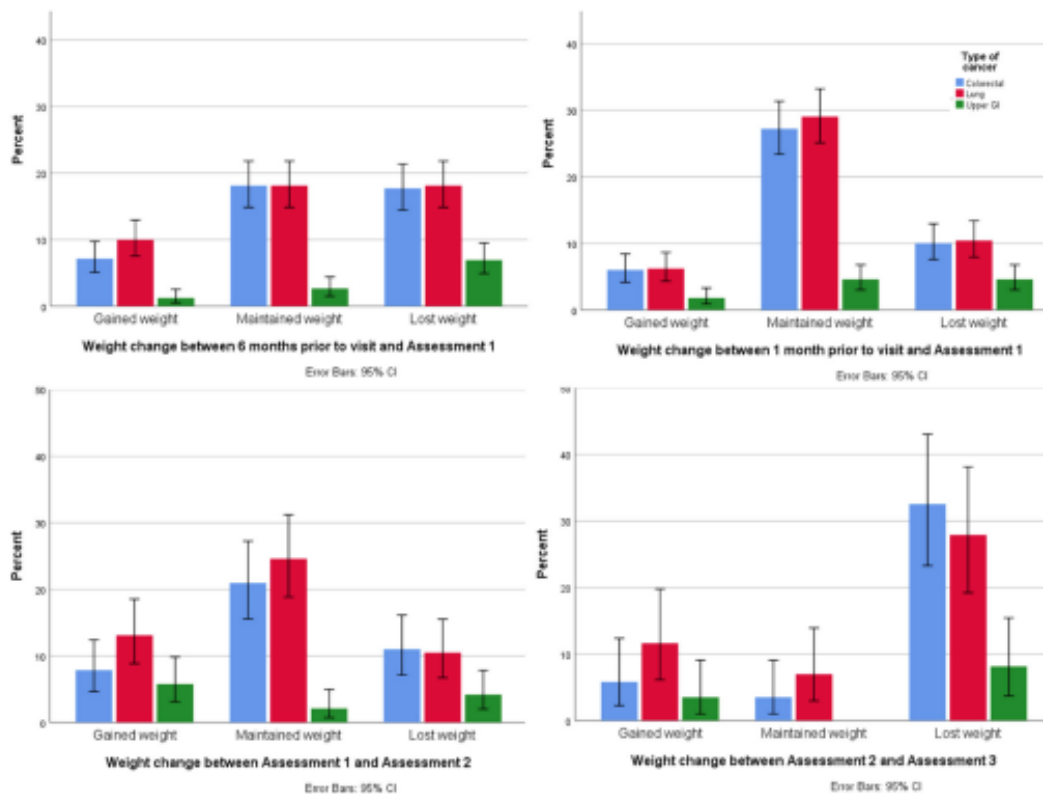 40
30
20
10
0
Percent
Gained weight
Maintained weight
Lost weight
Weight change between 6 months prior to visit and Assessment 1
Error Bars: 95% CI
40
30
20
10
0
Percent
Type of
cancer
Colorectal
Lung
Upper GI
Gained weight
Maintained weight
Lost weight
Weight change between 1 month prior to visit and Assessment 1
Error Bars: 95% CI
50
40
30
20
10
0
Percent
Gained weight
Maintained weight
Lost weight
Weight change between Assessment 1 and Assessment 2
Error Bars: 95% CI
50
40
30
20
10
0
Percent
Gained weight
Maintained weight
Lost weight
Weight change between Assessment 2 and Assessment 3
Error Bars: 95% CI